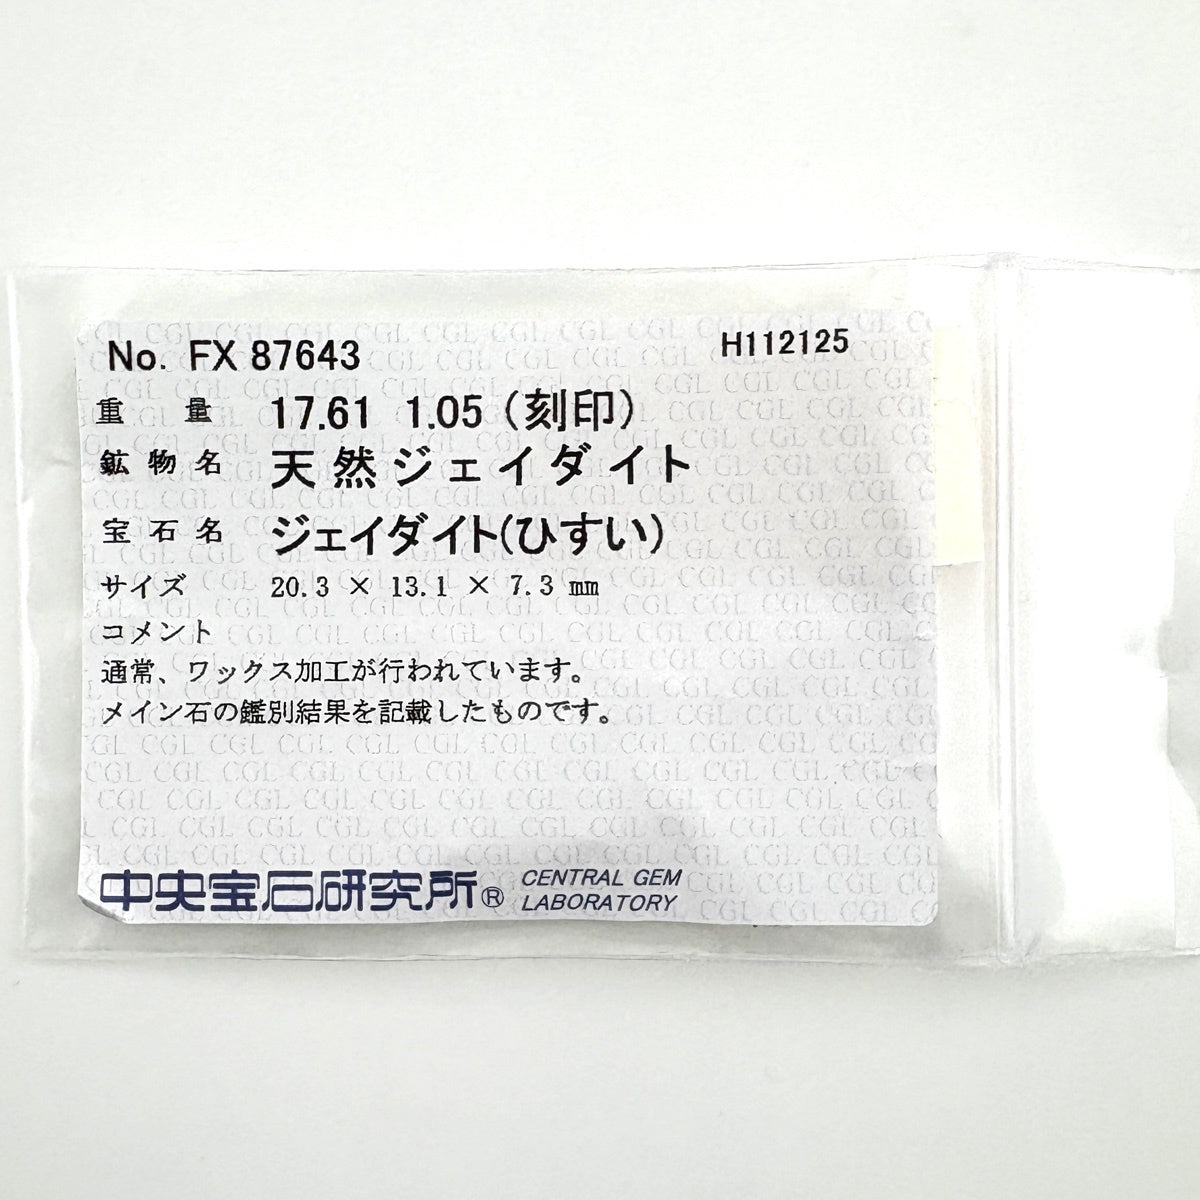 No. FX 87643 H112125
重量 17.61 1.05 (刻印)
鉱物名 天然ジェイダイト
宝石名 ジェイダイト(ひすい)
サイズ 20.3 × 13.1 × 7.3 mm
コメント
通常、ワックス加工が行われています。
メイン石の鑑別結果を記載したものです。
中央宝石研究所® CENTRAL GEM
LABORATORY